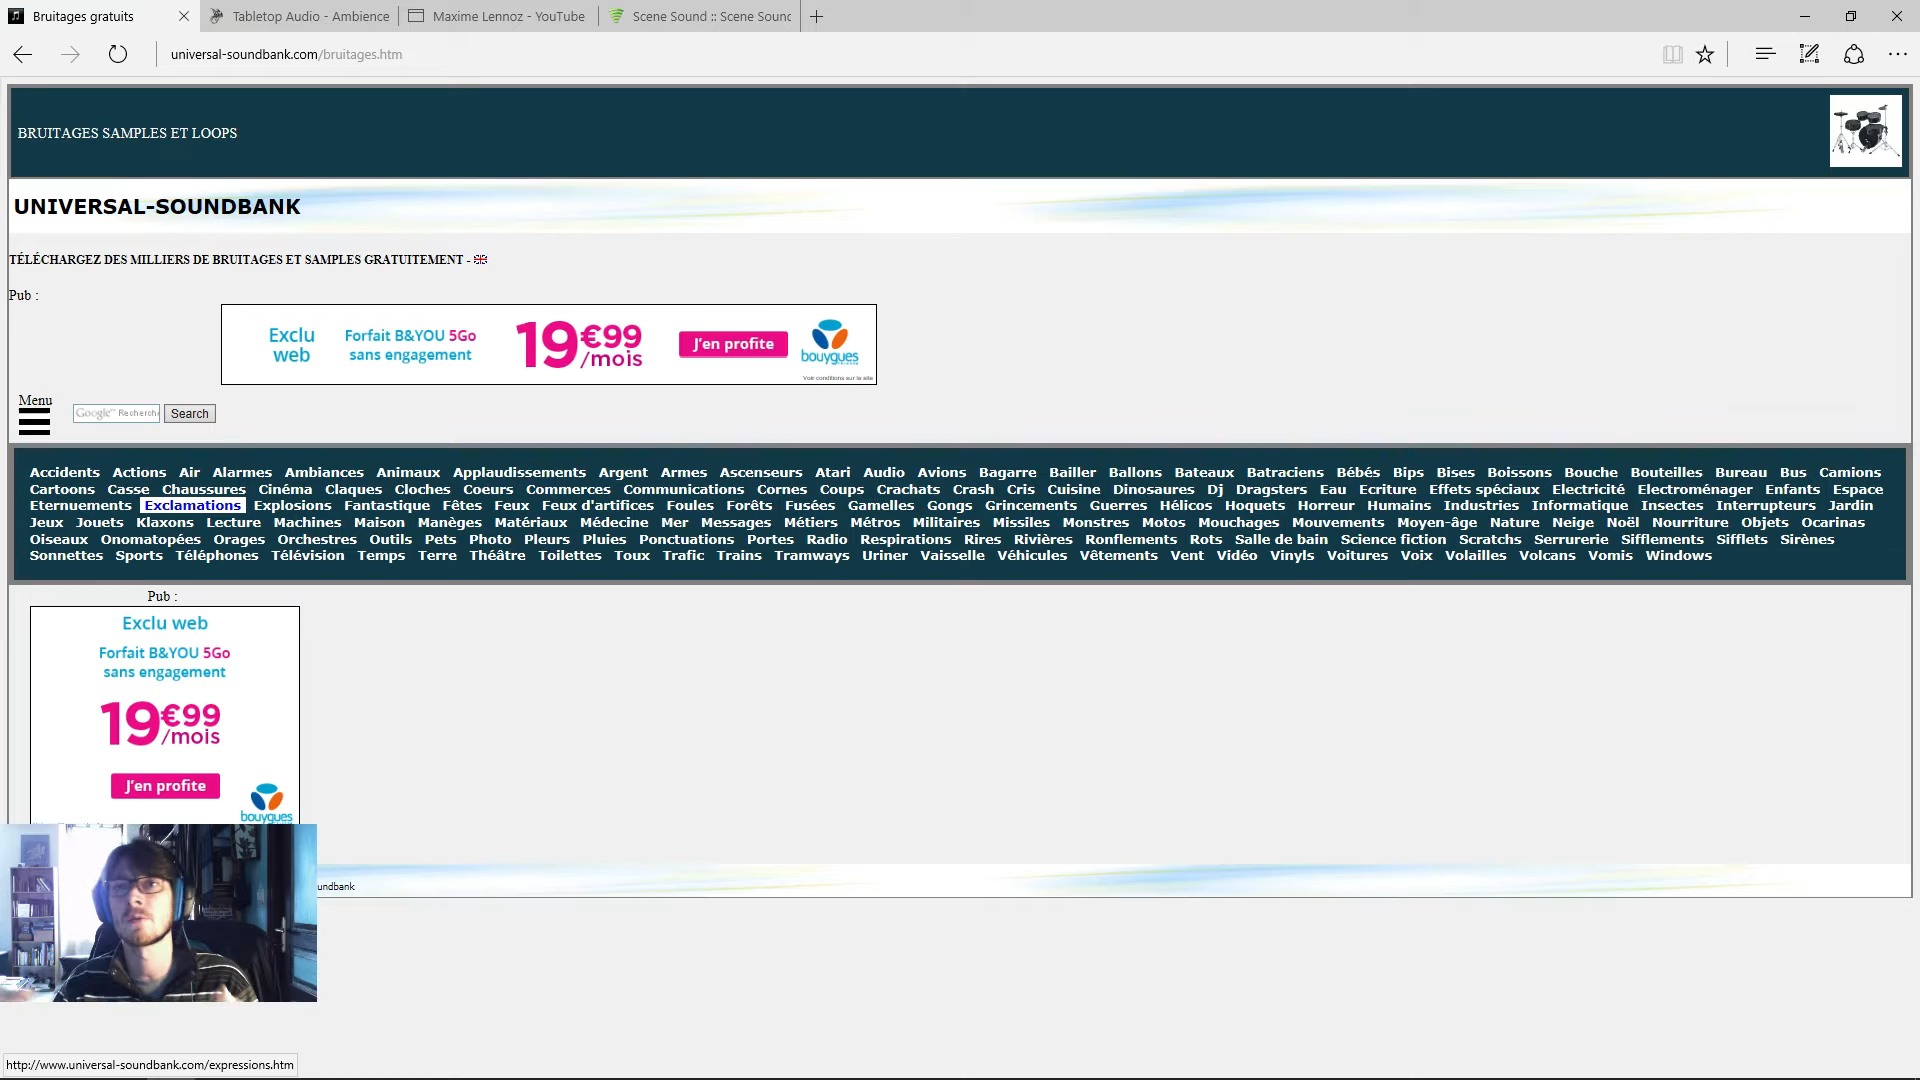 Bruitages gratuits
Tabletop Audio - Ambience
Maxime Lennoz - YouTube
Scene Sound :: Scene Sound
universal-soundbank.com/bruitages.htm
BRUITAGES SAMPLES ET LOOPS
UNIVERSAL-SOUNDBANK
TÉLÉCHARGEZ DES MILLIERS DE BRUITAGES ET SAMPLES GRATUITEMENT -
Pub :
Exclu web
Forfait B&YOU 5Go sans engagement
19€99/mois
J'en profite
bouygues
Voir conditions sur le site
Menu
Google™ Recherche
Search
Accidents Actions Air Alarmes Ambiances Animaux Applaudissements Argent Armes Ascenseurs Atari Audio Avions Bagarre Bailler Ballons Bateaux Batraciens Bébés Bips Bises Boissons Bouche Bouteilles Bureau Bus Camions
Cartoons Casse Chaussures Cinéma Claques Cloches Coeurs Commerces Communications Cornes Coups Crachats Crash Cris Cuisine Dinosaures Dj Dragsters Eau Ecriture Effets spéciaux Electricité Electroménager Enfants Espace
Eternuements Exclamations Explosions Fantastique Fêtes Feux Feux d'artifices Foules Forêts Fusées Gamelles Gongs Grincements Guerres Hélicos Hoquets Horreur Humains Industries Informatique Insectes Interrupteurs Jardin
Jeux Jouets Klaxons Lecture Machines Maison Manèges Matériaux Médecine Mer Messages Métiers Métros Militaires Missiles Monstres Motos Mouchages Mouvements Moyen-âge Nature Neige Noël Nourriture Objets Ocarinas
Oiseaux Onomatopées Orages Orchestres Outils Pets Photo Pleurs Pluies Ponctuations Portes Radio Respirations Rires Rivières Ronflements Rots Salle de bain Science fiction Scratchs Serrurerie Sifflements Sifflets Sirènes
Sonnettes Sports Téléphones Télévision Temps Terre Théâtre Toilettes Toux Trafic Trains Tramways Uriner Vaisselle Véhicules Vêtements Vent Vidéo Vinyls Voitures Voix Volailles Volcans Vomis Windows
Pub :
Exclu web
Forfait B&YOU 5Go
sans engagement
19€99/mois
J'en profite
bouygues
undbank
http://www.universal-soundbank.com/expressions.htm